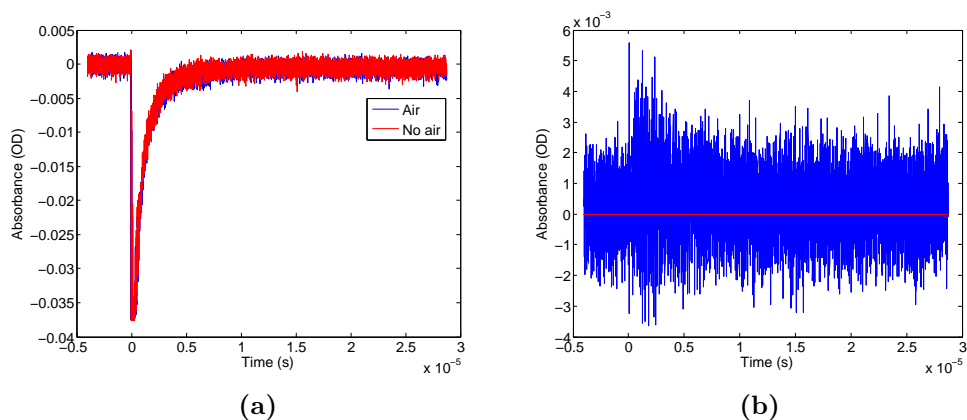 0.005
0
−0.005
−0.01
−0.015
−0.02
−0.025
−0.03
−0.035
−0.04
Absorbance (OD)
Air
No air
−0.5 0 0.5 1 1.5 2 2.5 3
Time (s)
x 10⁻⁵
(a)
x 10⁻³
6
5
4
3
2
1
0
−1
−2
−3
−4
Absorbance (OD)
−0.5 0 0.5 1 1.5 2 2.5 3
Time (s)
x 10⁻⁵
(b)